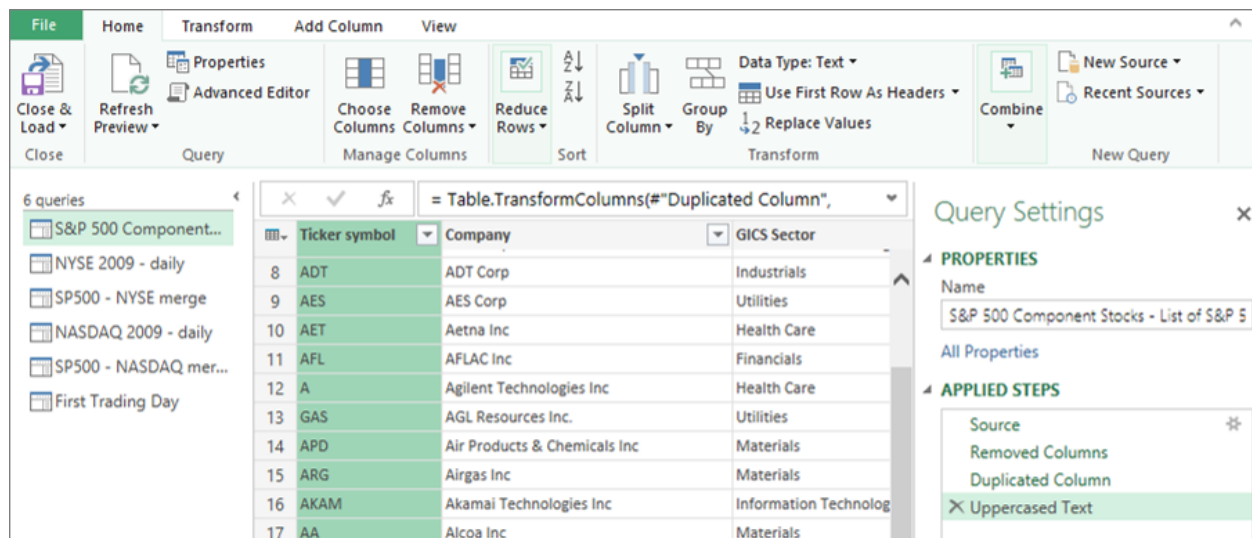 File Home Transform Add Column View
Properties
Advanced Editor
Close & Load
Refresh Preview
Choose Columns
Remove Columns
Reduce Rows
Split Column
Group By
Data Type: Text
Use First Row As Headers
Replace Values
Combine
New Source
Recent Sources
Close Query Manage Columns Sort Transform New Query
6 queries
S&P 500 Component...
NYSE 2009 - daily
SP500 - NYSE merge
NASDAQ 2009 - daily
SP500 - NASDAQ mer...
First Trading Day
fx = Table.TransformColumns(#"Duplicated Column",
Ticker symbol Company GICS Sector
8 ADT ADT Corp Industrials
9 AES AES Corp Utilities
10 AET Aetna Inc Health Care
11 AFL AFLAC Inc Financials
12 A Agilent Technologies Inc Health Care
13 GAS AGL Resources Inc. Utilities
14 APD Air Products & Chemicals Inc Materials
15 ARG Airgas Inc Materials
16 AKAM Akamai Technologies Inc Information Technolog
17 AA Alcoa Inc Materials
Query Settings
PROPERTIES
Name
S&P 500 Component Stocks - List of S&P 5
All Properties
APPLIED STEPS
Source
Removed Columns
Duplicated Column
Uppercased Text